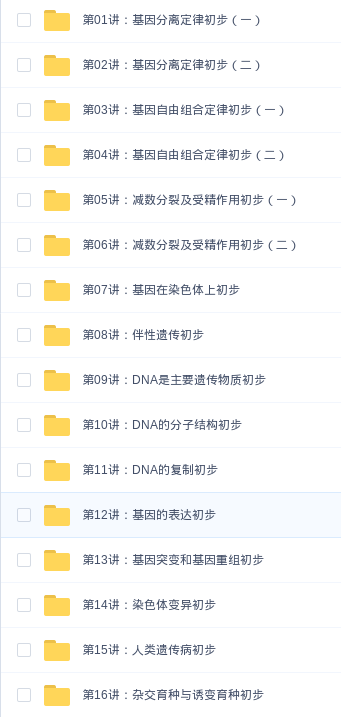 第01讲：基因分离定律初步（一）
第02讲：基因分离定律初步（二）
第03讲：基因自由组合定律初步（一）
第04讲：基因自由组合定律初步（二）
第05讲：减数分裂及受精作用初步（一）
第06讲：减数分裂及受精作用初步（二）
第07讲：基因在染色体上初步
第08讲：伴性遗传初步
第09讲：DNA是主要遗传物质初步
第10讲：DNA的分子结构初步
第11讲：DNA的复制初步
第12讲：基因的表达初步
第13讲：基因突变和基因重组初步
第14讲：染色体变异初步
第15讲：人类遗传病初步
第16讲：杂交育种与诱变育种初步